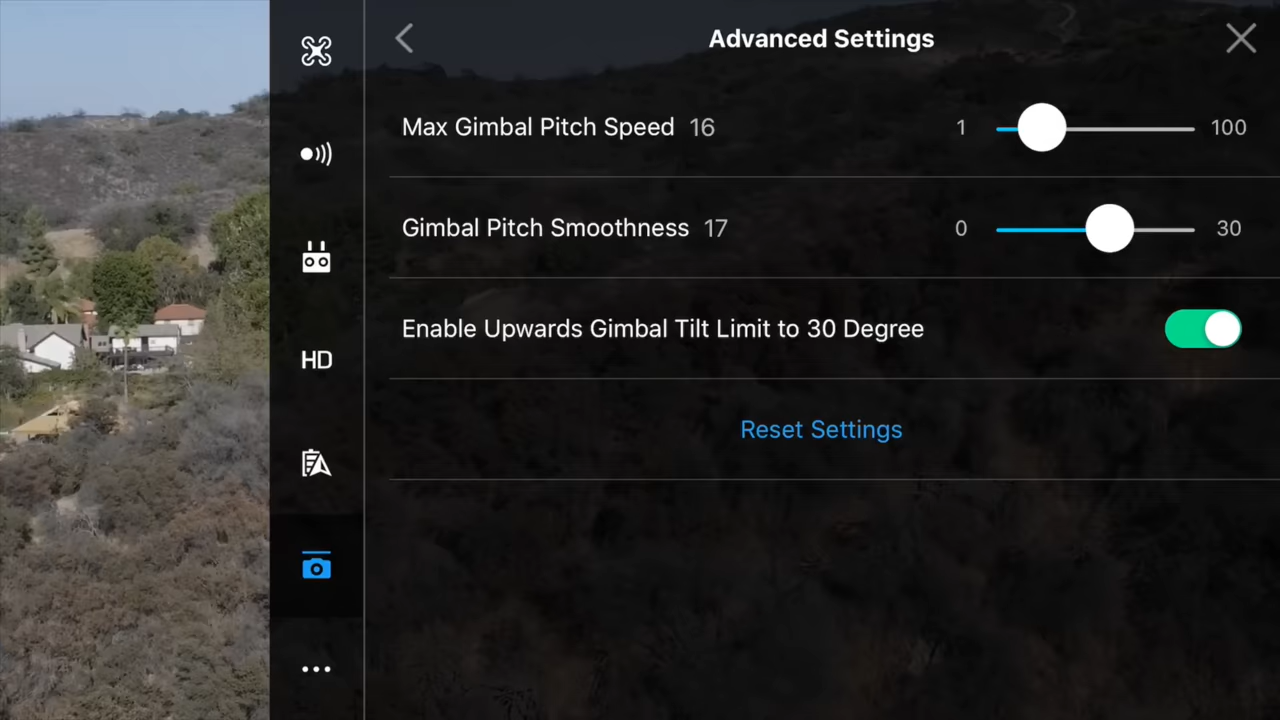 Advanced Settings
Max Gimbal Pitch Speed 16 1 100
Gimbal Pitch Smoothness 17 0 30
Enable Upwards Gimbal Tilt Limit to 30 Degree
HD
Reset Settings